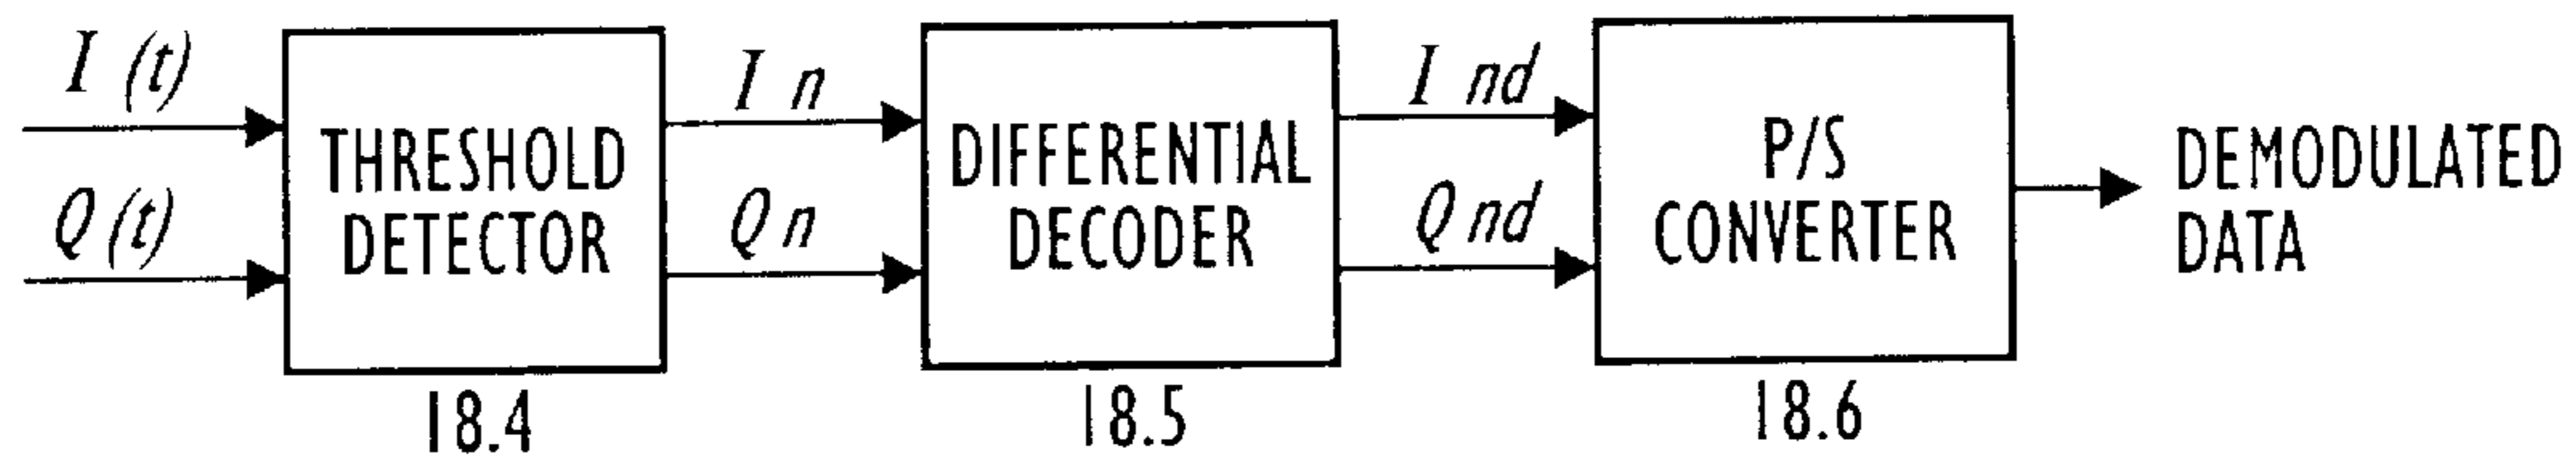 I (t)
Q (t)
THRESHOLD
DETECTOR
18.4
I n
Q n
DIFFERENTIAL
DECODER
18.5
I nd
Q nd
P/S
CONVERTER
18.6
DEMODULATED
DATA